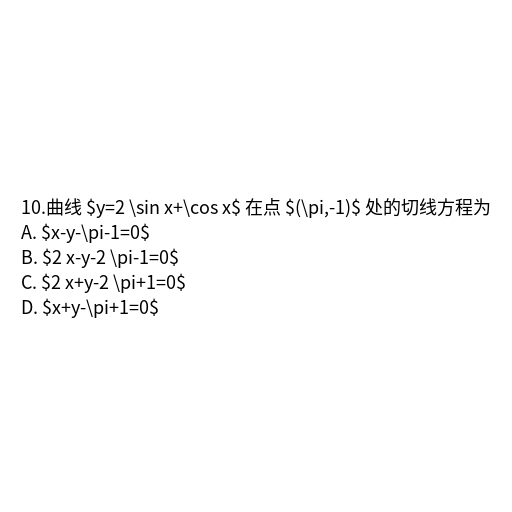 10.曲线 $y=2 \sin x+\cos x$ 在点 $(\pi,-1)$ 处的切线方程为
A. $x-y-\pi-1=0$
B. $2 x-y-2 \pi-1=0$
C. $2 x+y-2 \pi+1=0$
D. $x+y-\pi+1=0$